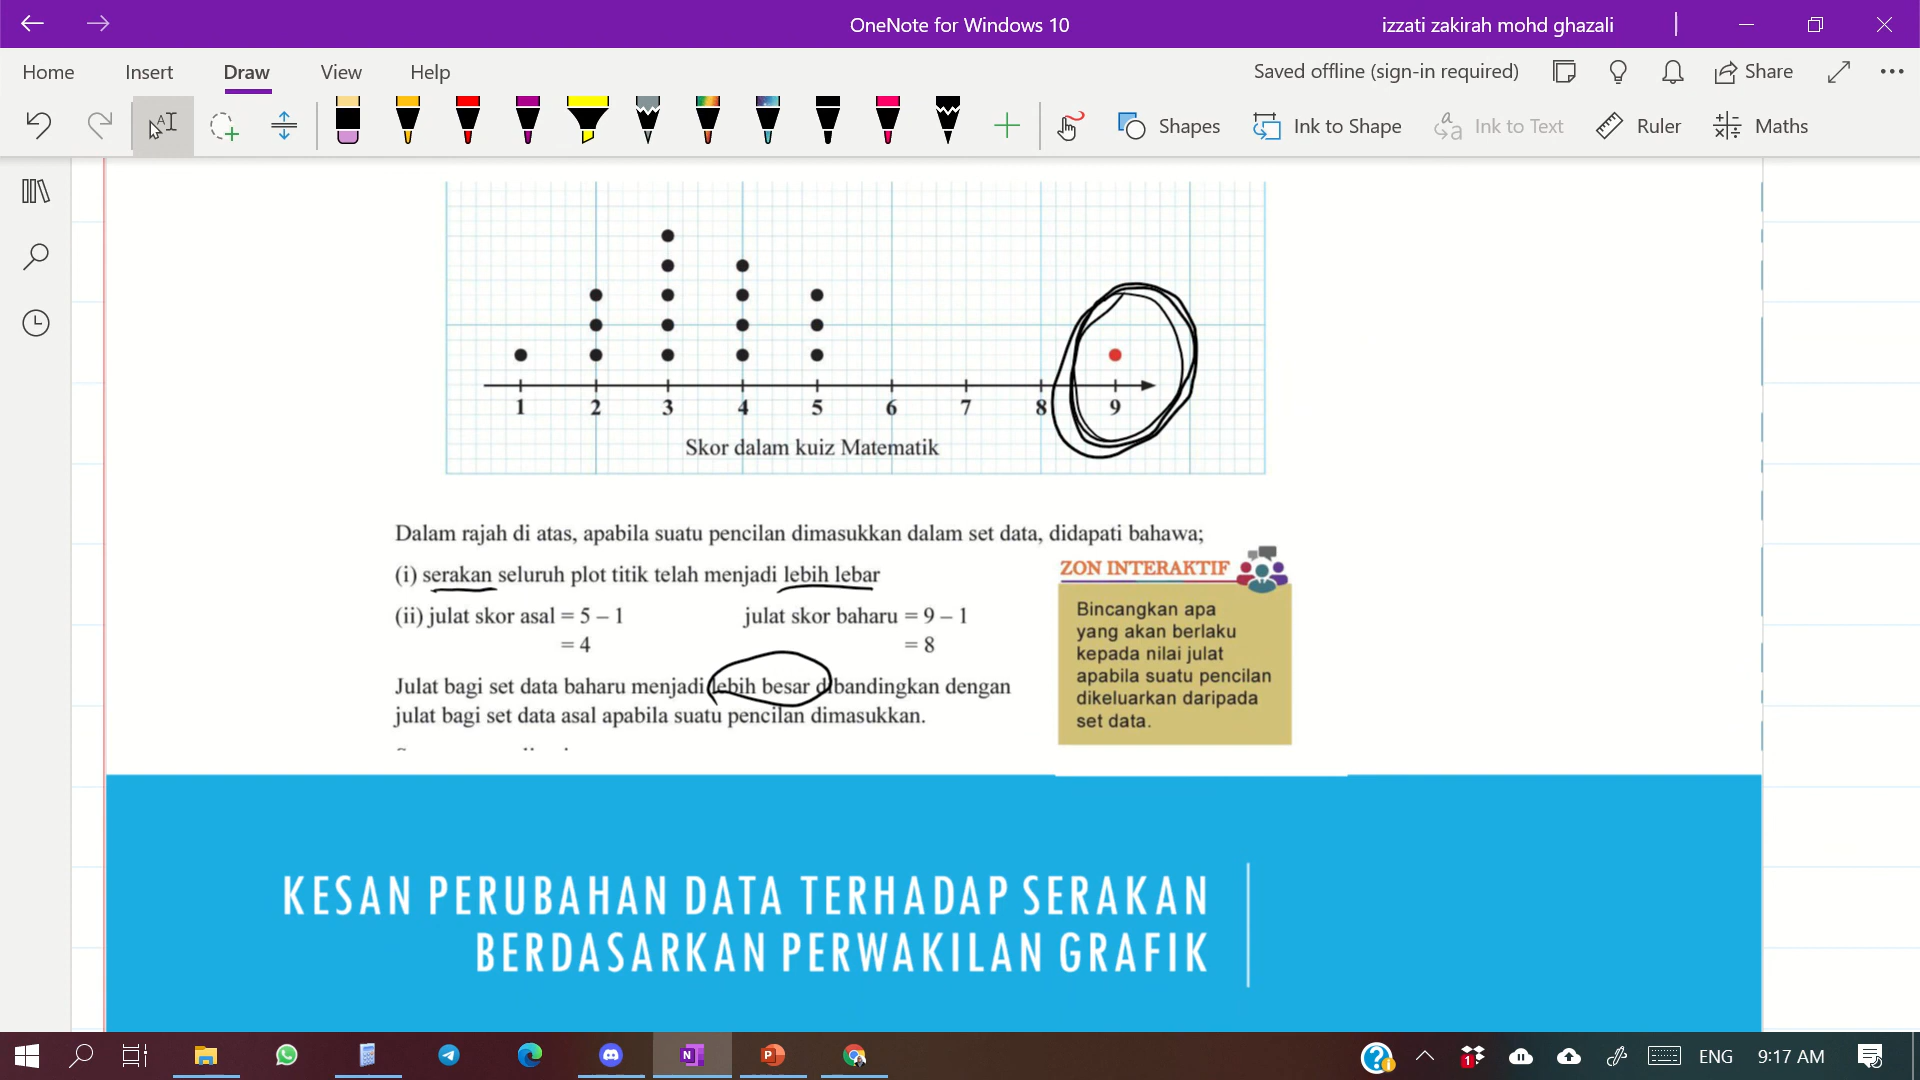 OneNote for Windows 10
izzati zakirah mohd ghazali
Home Insert Draw View Help
Saved offline (sign-in required)
Share
Shapes
Ink to Shape
Ink to Text
Ruler
Maths
1 2 3 4 5 6 7 8 9
Skor dalam kuiz Matematik
Dalam rajah di atas, apabila suatu pencilan dimasukkan dalam set data, didapati bahawa;
(i) serakan seluruh plot titik telah menjadi lebih lebar
(ii) julat skor asal = 5 – 1 julat skor baharu = 9 – 1
= 4 = 8
Julat bagi set data baharu menjadi lebih besar dibandingkan dengan
julat bagi set data asal apabila suatu pencilan dimasukkan.
ZON INTERAKTIF
Bincangkan apa
yang akan berlaku
kepada nilai julat
apabila suatu pencilan
dikeluarkan daripada
set data.
KESAN PERUBAHAN DATA TERHADAP SERAKAN
BERDASARKAN PERWAKILAN GRAFIK
ENG
9:17 AM